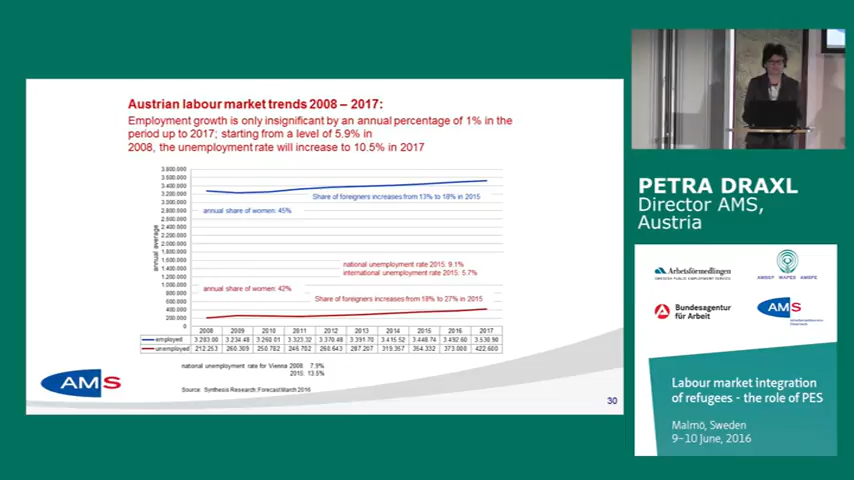 Austrian labour market trends 2008 – 2017:
Employment growth is only insignificant by an annual percentage of 1% in the
period up to 2017; starting from a level of 5.9% in
2008, the unemployment rate will increase to 10.5% in 2017
3.800.000
3.600.000
3.400.000
3.200.000
3.000.000
2.800.000
2.600.000
2.400.000
2.200.000
2.000.000
1.800.000
1.600.000
1.400.000
1.200.000
1.000.000
800.000
600.000
400.000
200.000
0
annual average
Share of foreigners increases from 13% to 18% in 2015
annual share of women: 45%
national unemployment rate 2015: 9.1%
international unemployment rate 2015: 5.7%
annual share of women: 42%
Share of foreigners increases from 18% to 27% in 2015
2008 2009 2010 2011 2012 2013 2014 2015 2016 2017
employed 3.283.00 3.234.48 3.260.01 3.323.32 3.370.48 3.391.70 3.415.52 3.448.74 3.492.60 3.530.90
unemployed 212.253 260.309 250.782 246.702 260.643 287.207 319.357 354.332 373.000 422.600
national unemployment rate for Vienna 2008: 7.9%
2015: 13.5%
Source: Synthesis Research; Forecast March 2016
AMS
30
PETRA DRAXL
Director AMS,
Austria
Arbetsförmedlingen
SWEDISH PUBLIC EMPLOYMENT SERVICE
AMSEP WAPES AMSPE
Bundesagentur
für Arbeit
AMS
Labour market integration
of refugees - the role of PES
Malmö, Sweden
9–10 June, 2016